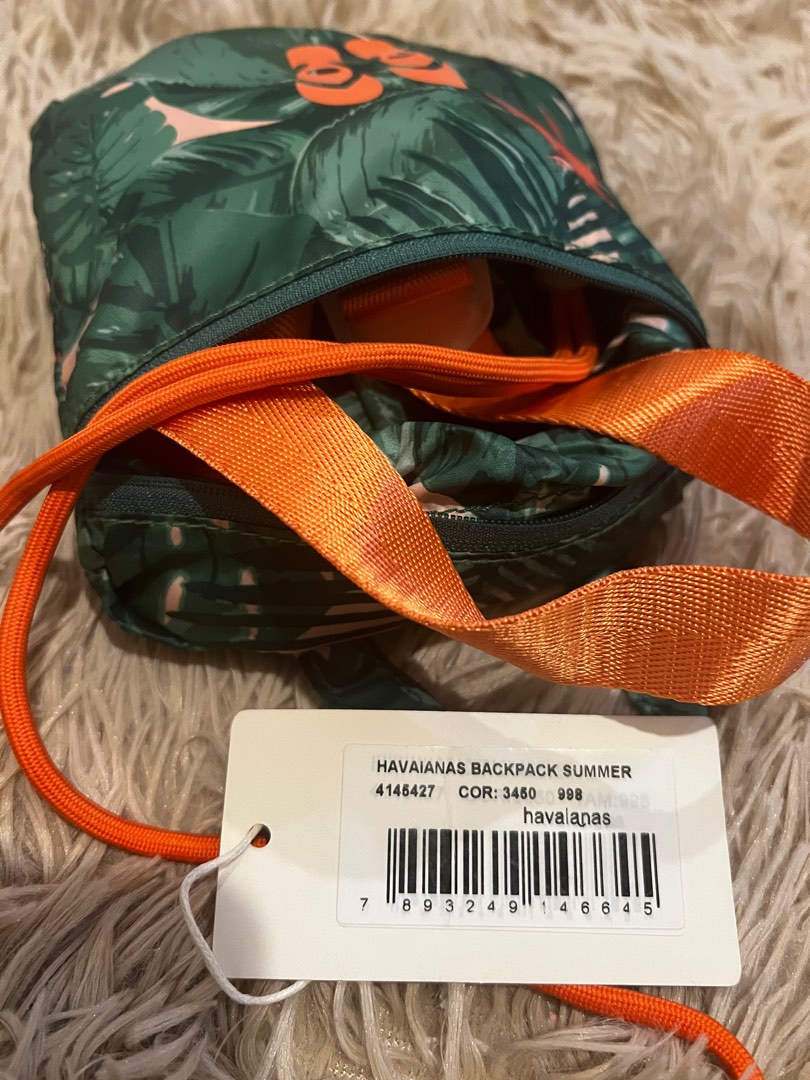 HAVAIANAS BACKPACK SUMMER
4145427 COR: 3450 998
havaianas
7 893249 146645